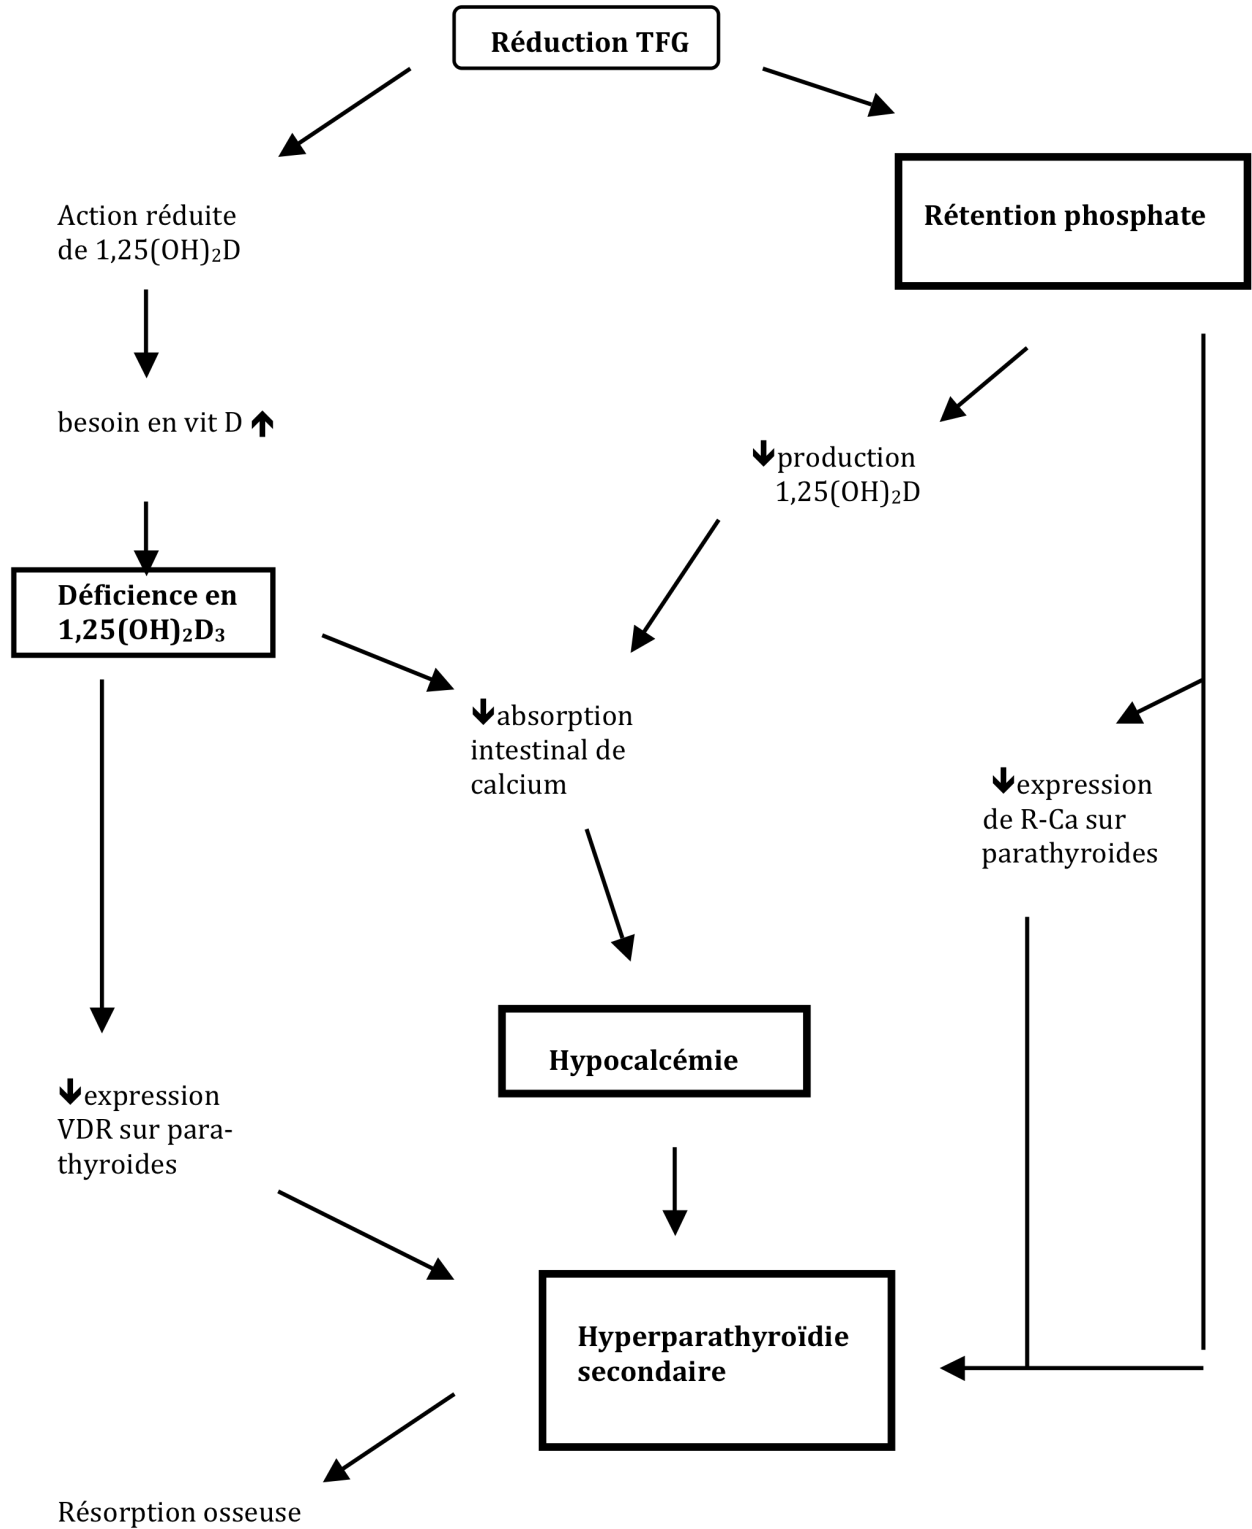 Réduction TFG
Rétention phosphate
Action réduite
de 1,25(OH)₂D
besoin en vit D ↑
↓production
1,25(OH)₂D
Déficience en
1,25(OH)₂D₃
↓absorption
intestinal de
calcium
↓expression
de R-Ca sur
parathyroides
Hypocalcémie
↓expression
VDR sur para-
thyroides
Hyperparathyroïdie
secondaire
Résorption osseuse